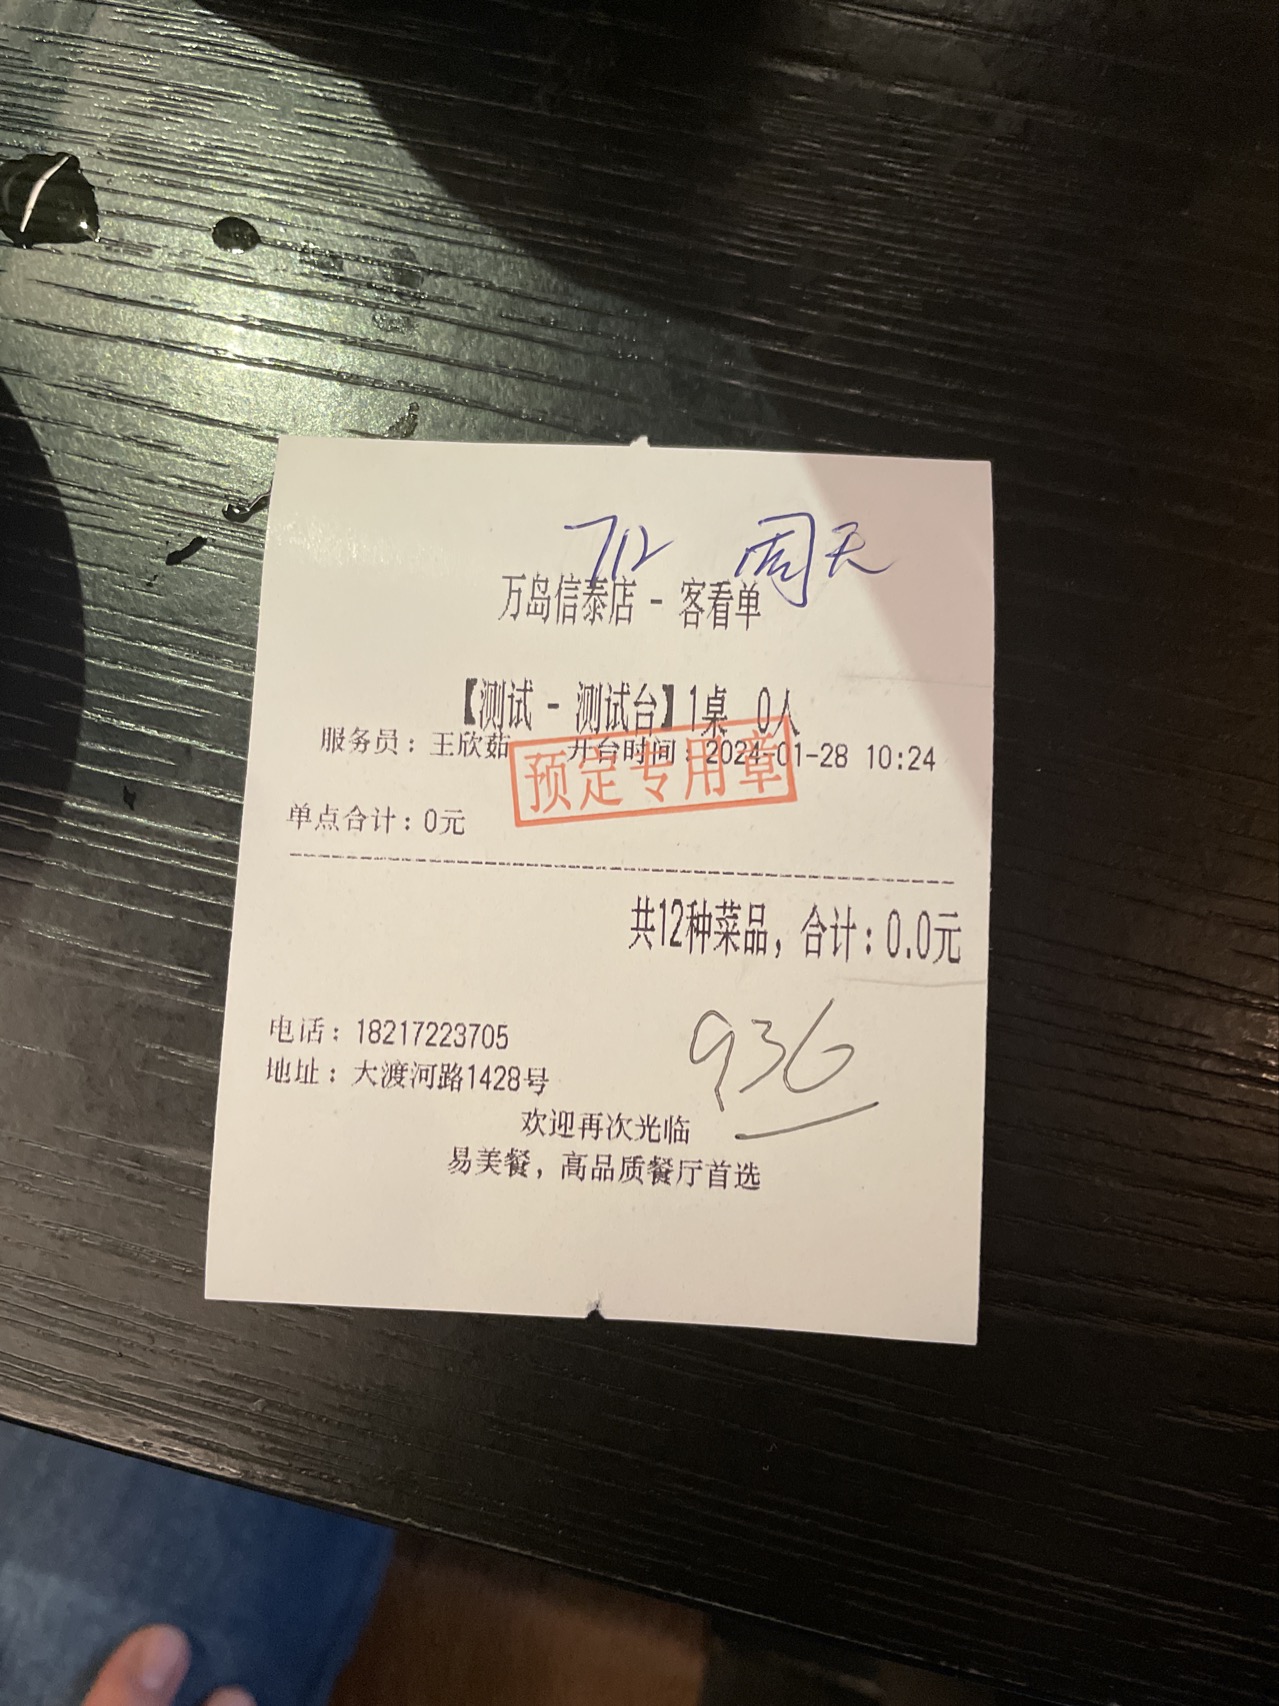 712 周天
万岛信泰店 - 客看单
【测试 - 测试台】1桌 0人
服务员：王欣茹 开台时间：2024-01-28 10:24
预定专用章
单点合计：0元
共12种菜品，合计：0.0元
936
电话：18217223705
地址：大渡河路1428号
欢迎再次光临
易美餐，高品质餐厅首选